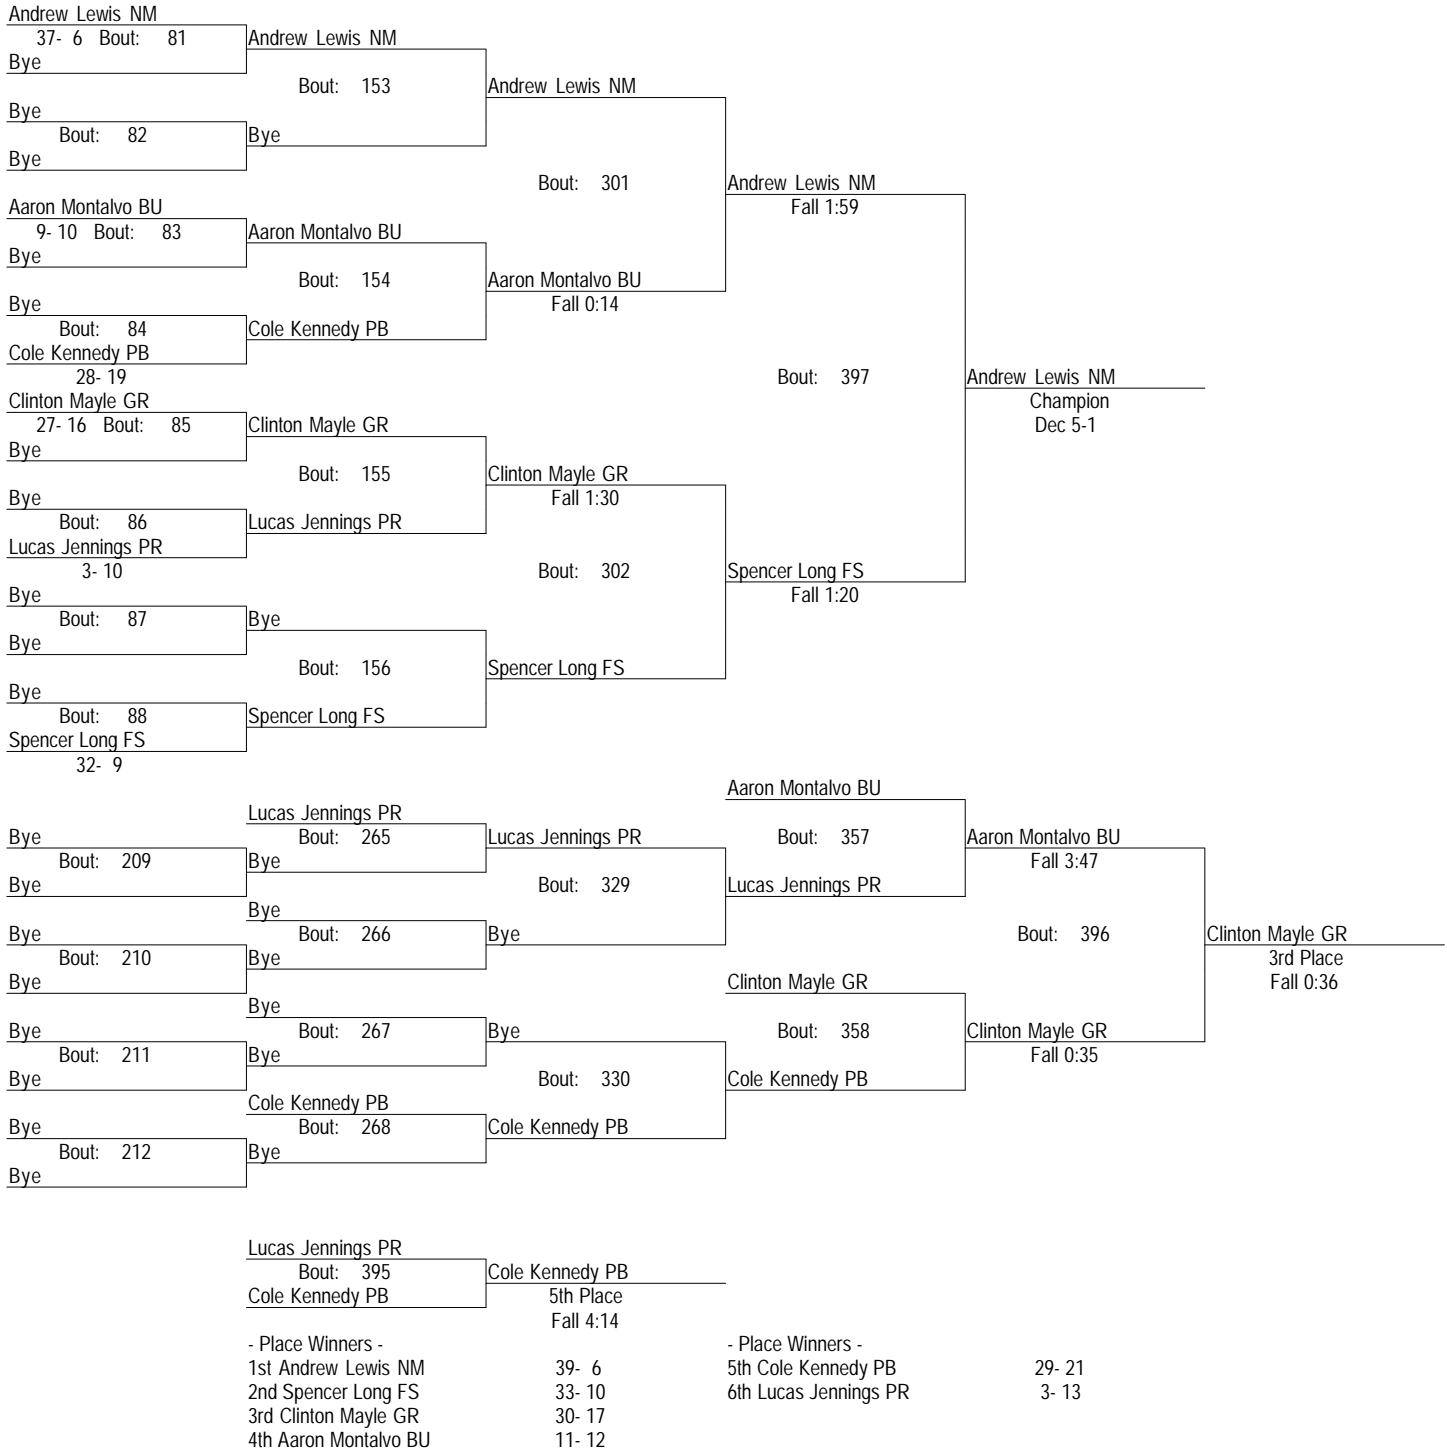 Andrew Lewis NM
37- 6 Bout: 81 Andrew Lewis NM
Bye
Bout: 153 Andrew Lewis NM
Bye
Bout: 82 Bye
Bye
Bout: 301 Andrew Lewis NM
Aaron Montalvo BU Fall 1:59
9- 10 Bout: 83 Aaron Montalvo BU
Bye
Bout: 154 Aaron Montalvo BU
Bye Fall 0:14
Bout: 84 Cole Kennedy PB
Cole Kennedy PB
28- 19 Bout: 397 Andrew Lewis NM
Clinton Mayle GR Champion
27- 16 Bout: 85 Clinton Mayle GR Dec 5-1
Bye
Bout: 155 Clinton Mayle GR
Bye Fall 1:30
Bout: 86 Lucas Jennings PR
Lucas Jennings PR
3- 10 Bout: 302 Spencer Long FS
Bye Fall 1:20
Bout: 87 Bye
Bye
Bout: 156 Spencer Long FS
Bye
Bout: 88 Spencer Long FS
Spencer Long FS
32- 9
Aaron Montalvo BU
Lucas Jennings PR
Bye Bout: 265 Lucas Jennings PR Bout: 357 Aaron Montalvo BU
Bout: 209 Bye Fall 3:47
Bye Bout: 329 Lucas Jennings PR
Bye
Bye Bout: 266 Bye Bout: 396 Clinton Mayle GR
Bout: 210 Bye 3rd Place
Bye Clinton Mayle GR Fall 0:36
Bye
Bye Bout: 267 Bye Bout: 358 Clinton Mayle GR
Bout: 211 Bye Fall 0:35
Bye Bout: 330 Cole Kennedy PB
Cole Kennedy PB
Bye Bout: 268 Cole Kennedy PB
Bout: 212 Bye
Bye
Lucas Jennings PR
Bout: 395 Cole Kennedy PB
Cole Kennedy PB 5th Place
Fall 4:14
- Place Winners - - Place Winners -
1st Andrew Lewis NM 39- 6 5th Cole Kennedy PB 29- 21
2nd Spencer Long FS 33- 10 6th Lucas Jennings PR 3- 13
3rd Clinton Mayle GR 30- 17
4th Aaron Montalvo BU 11- 12